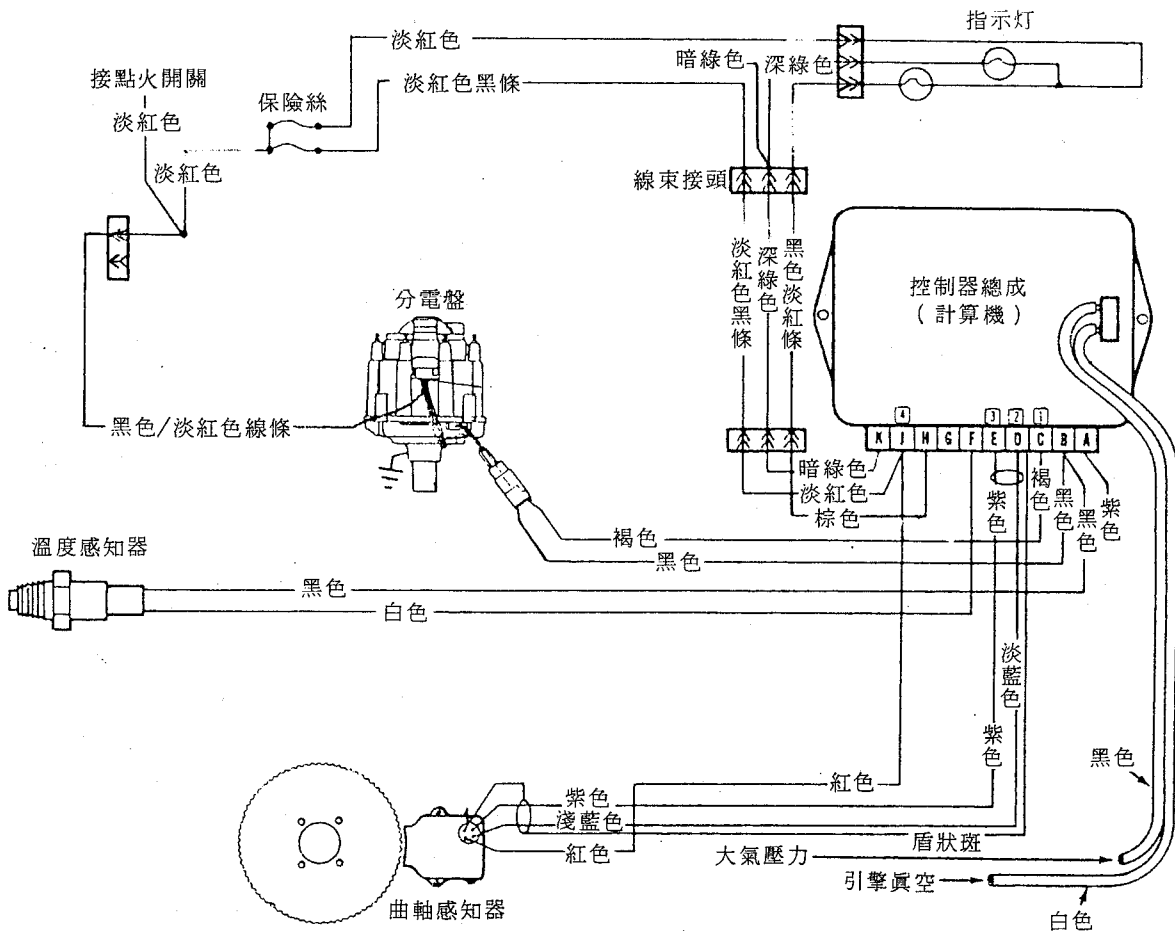 指示灯
淡紅色
暗綠色
深綠色
接點火開關
淡紅色黑條
保險絲
淡紅色
淡紅色
線束接頭
淡紅色黑條
深綠色
黑色淡紅條
控制器總成
(計算機)
分電盤
4
3
2
1
黑色/淡紅色線條
K J H G F E D C B A
暗綠色
淡紅色
棕色
紫色
褐色
黑色
黑色
紫色
褐色
黑色
溫度感知器
黑色
白色
淡藍色
紫色
黑色
紅色
紫色
淺藍色
盾狀斑
紅色
大氣壓力
引擎眞空
曲軸感知器
白色